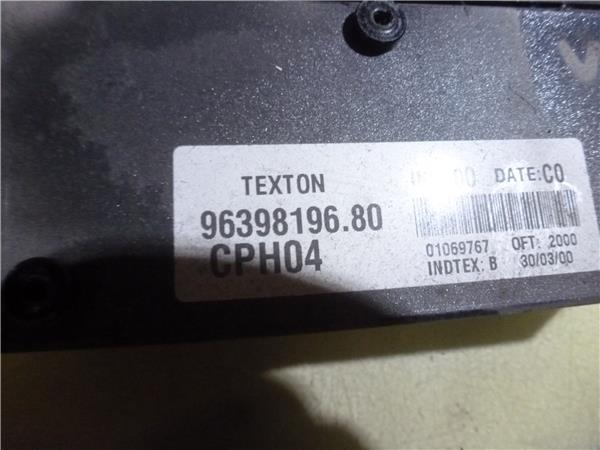 TEXTON
DATE:C0
96398196.80
CPH04
01069767 OFT: 2000
INDTEX: B 30/03/00